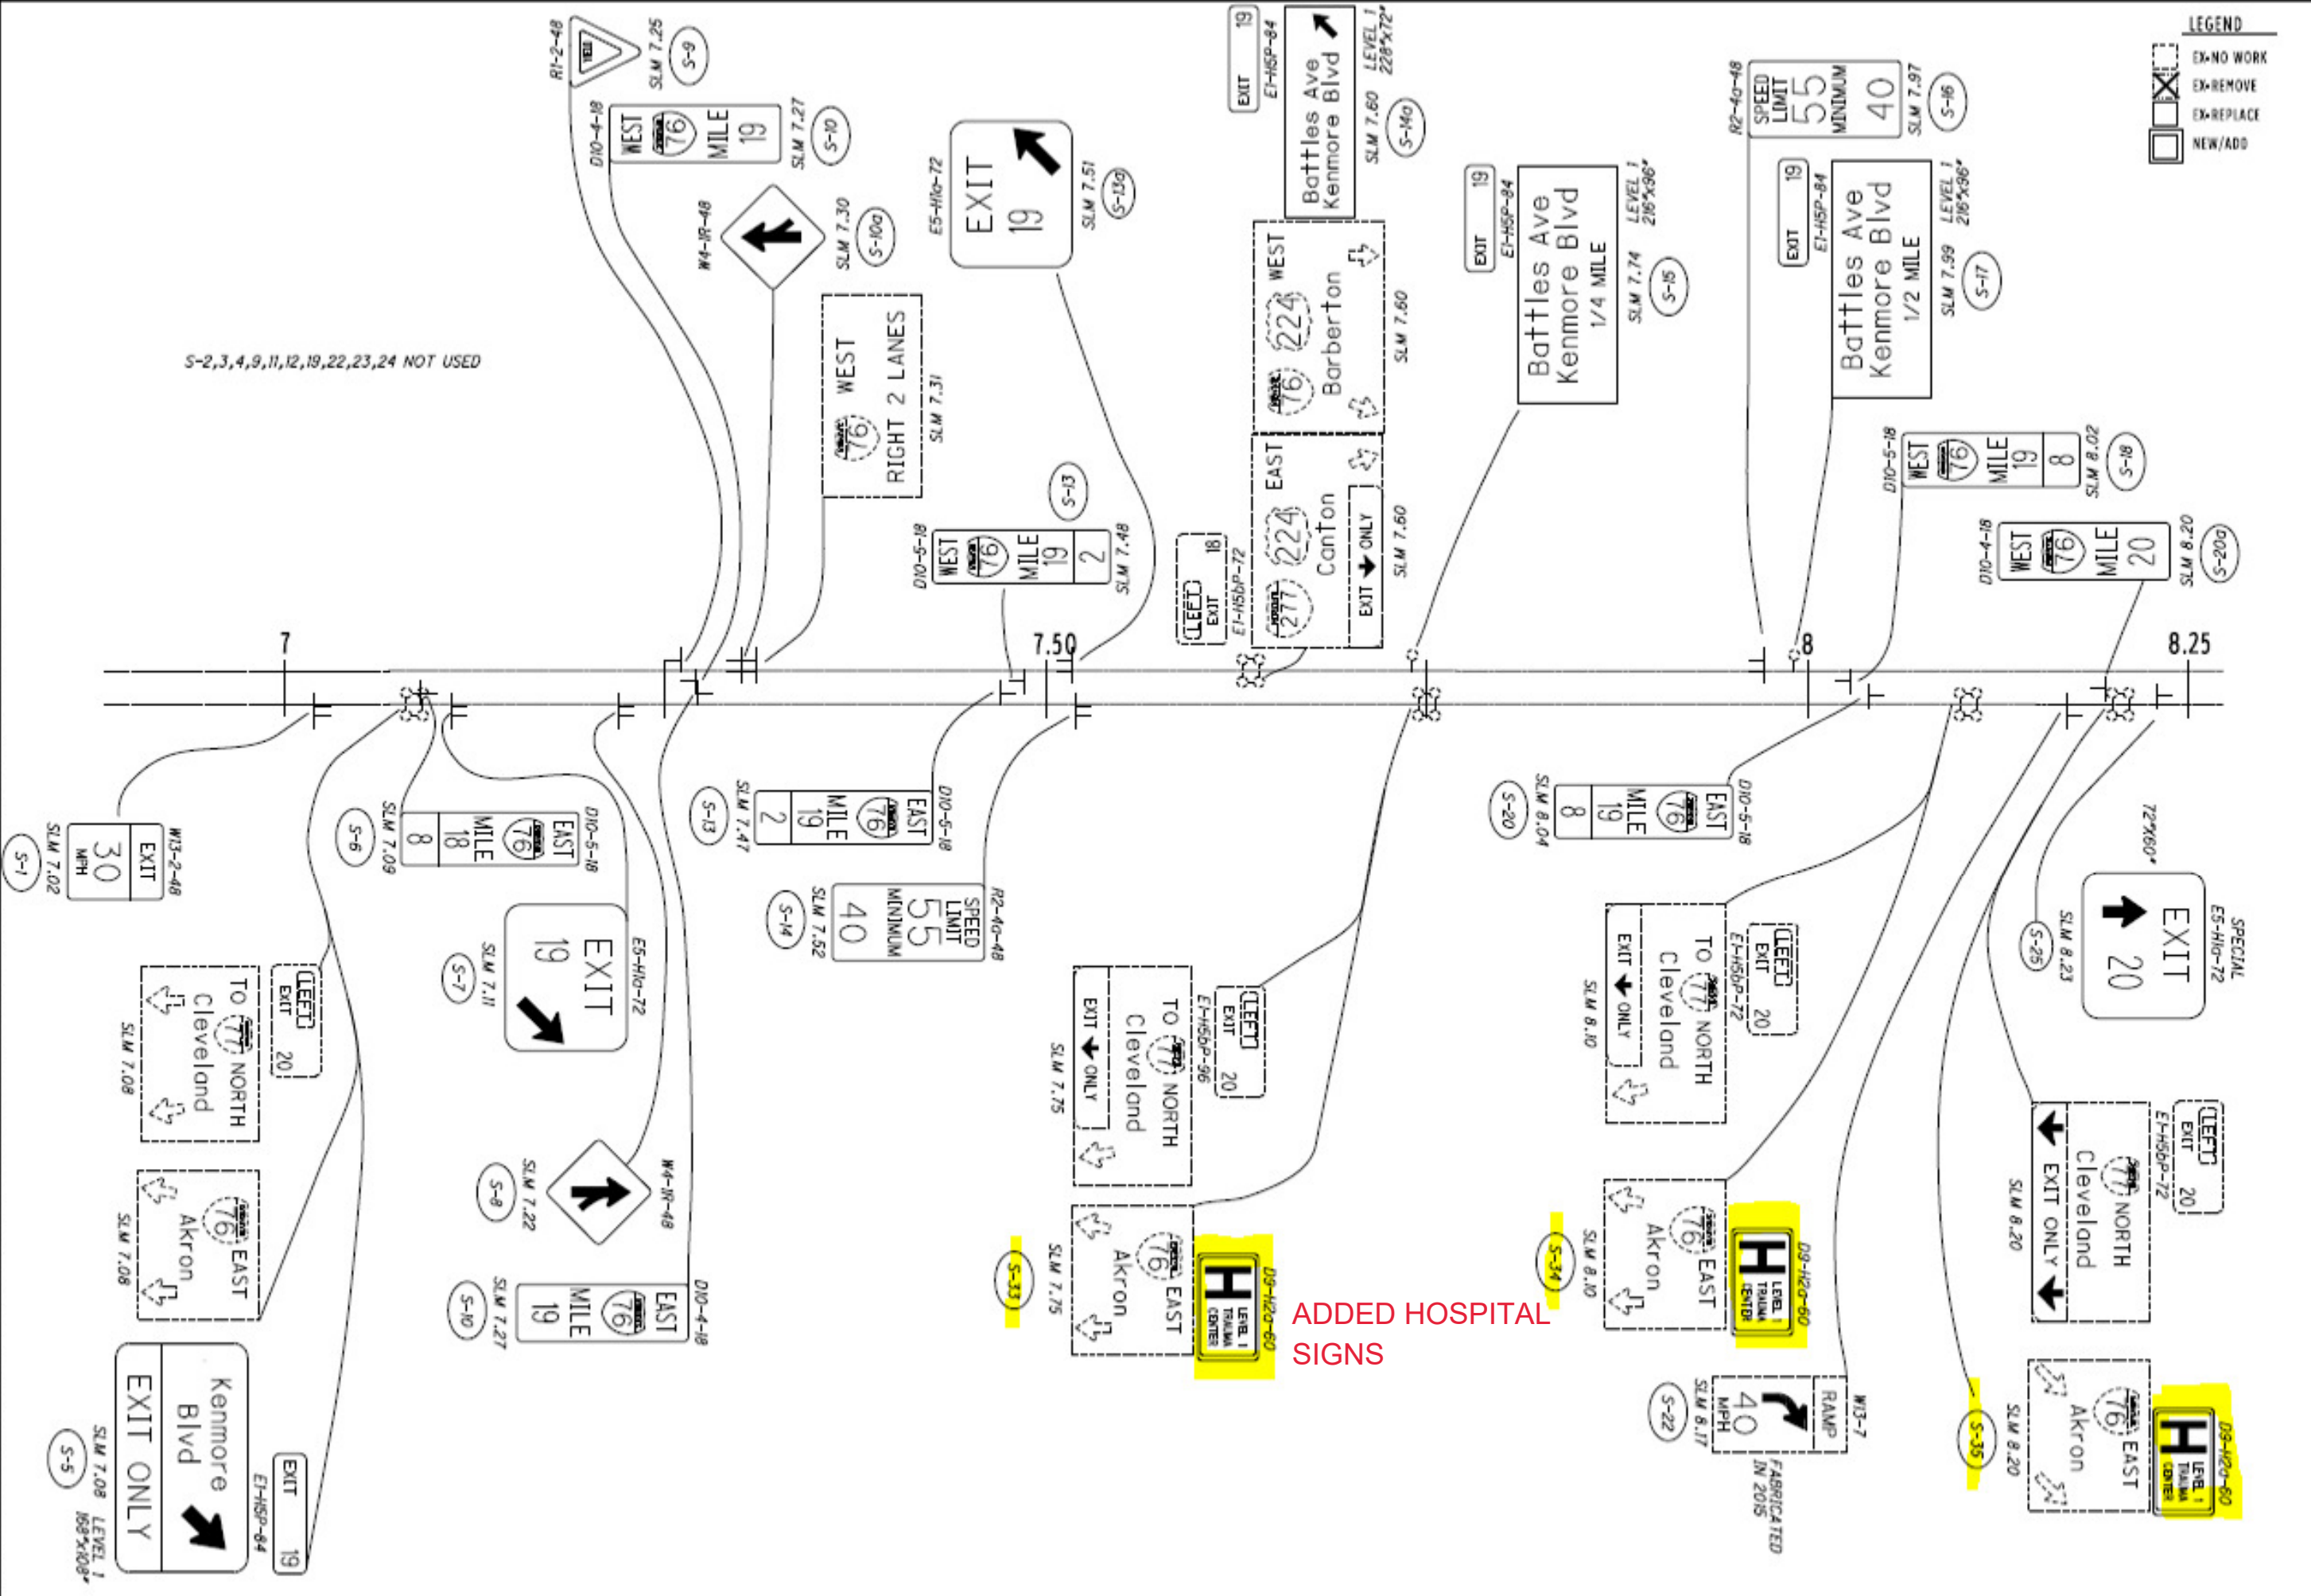 LEGEND
EX-NO WORK
EX-REMOVE
EX-REPLACE
NEW/ADD
R1-2-48
SLM 7.25
S-9
D10-4-18
WEST
76
MILE
19
SLM 7.27
S-10
W4-1R-48
SLM 7.30
S-10a
WEST
76
RIGHT 2 LANES
SLM 7.31
E5-H1a-72
EXIT
19
SLM 7.51
S-13a
D10-5-18
WEST
76
MILE
19
2
SLM 7.48
S-13
EXIT 19
E1-H5P-84
Battles Ave
Kenmore Blvd
SLM 7.60 LEVEL 1
228"x72"
S-14a
76 224 WEST
Barberton
SLM 7.60
LEFT
EXIT 18
E1-H5bP-72
277 224 EAST
Canton
EXIT ONLY
SLM 7.60
EXIT 19
E1-H5P-84
Battles Ave
Kenmore Blvd
1/4 MILE
SLM 7.74 LEVEL 1
216"x96"
S-15
R2-4a-48
SPEED
LIMIT
55
MINIMUM
40
SLM 7.97
S-16
EXIT 19
E1-H5P-84
Battles Ave
Kenmore Blvd
1/2 MILE
SLM 7.99 LEVEL 1
216"x96"
S-17
D10-5-18
WEST
76
MILE
19
8
SLM 8.02
S-18
D10-4-18
WEST
76
MILE
20
SLM 8.20
S-20a
S-2,3,4,9,11,12,19,22,23,24 NOT USED
7
7.50
8
8.25
W13-2-48
EXIT
30
MPH
SLM 7.02
S-1
D10-5-18
EAST
76
MILE
18
8
SLM 7.09
S-6
E5-H1a-72
EXIT
19
SLM 7.11
S-7
LEFT
EXIT 20
TO 77 NORTH
Cleveland
SLM 7.08
76 EAST
Akron
SLM 7.08
EXIT 19
E1-H5P-84
Kenmore
Blvd
EXIT ONLY
SLM 7.08 LEVEL 1
168"x108"
S-5
W4-1R-48
SLM 7.22
S-8
D10-4-18
EAST
76
MILE
19
SLM 7.27
S-10
D10-5-18
EAST
76
MILE
19
2
SLM 7.47
S-13
R2-4a-48
SPEED
LIMIT
55
MINIMUM
40
SLM 7.52
S-14
LEFT
EXIT 20
E1-H5bP-96
TO 77 NORTH
Cleveland
EXIT ONLY
SLM 7.75
D9-H2a-60
H
LEVEL 1
TRAUMA
CENTER
76 EAST
Akron
SLM 7.75
S-33
ADDED HOSPITAL
SIGNS
D10-5-18
EAST
76
MILE
19
8
SLM 8.04
S-20
LEFT
EXIT 20
E1-H5bP-72
TO 77 NORTH
Cleveland
EXIT ONLY
SLM 8.10
D9-H2a-60
H
LEVEL 1
TRAUMA
CENTER
76 EAST
Akron
SLM 8.10
S-34
W13-7
RAMP
40
MPH
SLM 8.17
S-22
FABRICATED
IN 2015
72"X60"
SPECIAL
E5-H1a-72
EXIT
20
SLM 8.23
S-25
LEFT
EXIT 20
E1-H5bP-72
77 NORTH
Cleveland
EXIT ONLY
SLM 8.20
D9-H2a-60
H
LEVEL 1
TRAUMA
CENTER
76 EAST
Akron
SLM 8.20
S-35